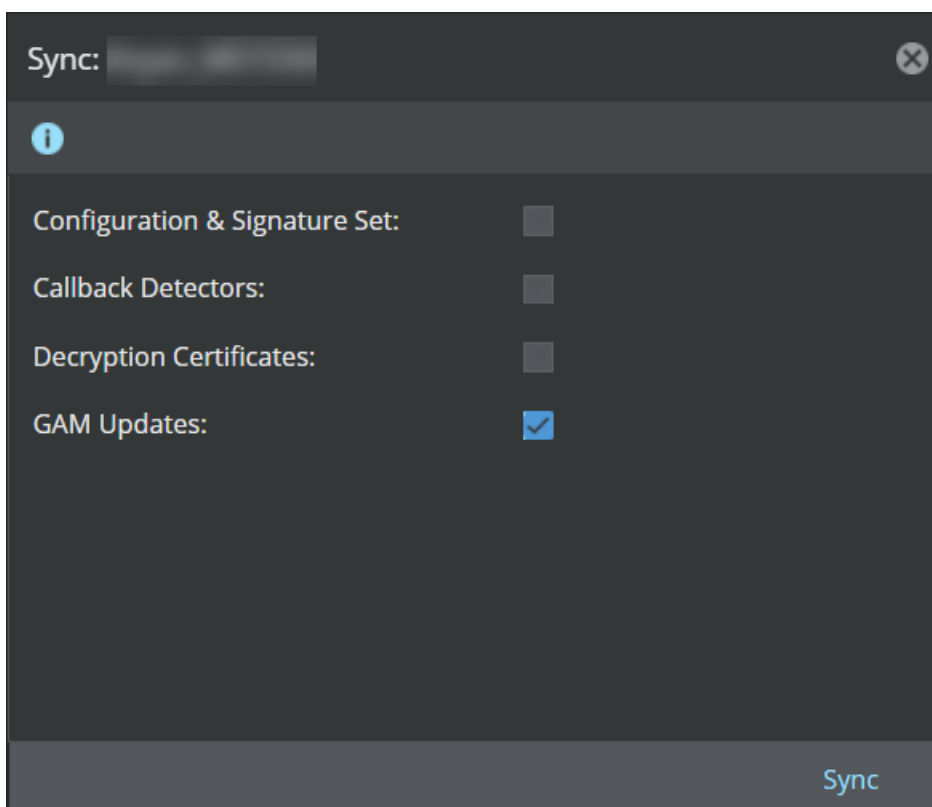 Sync:
Configuration & Signature Set:
Callback Detectors:
Decryption Certificates:
GAM Updates:
Sync